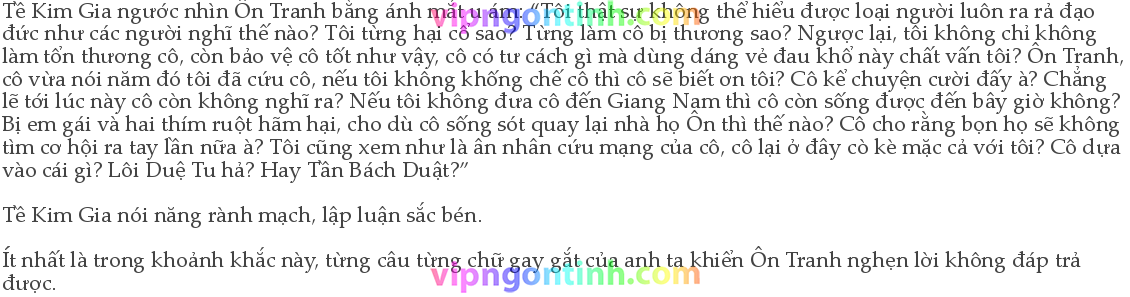 Tề Kim Gia ngước nhìn Ôn Tranh bằng ánh mắt u ám: “Tôi thật sự không thể hiểu được loại người luôn ra rả đạo
đức như các người nghĩ thế nào? Tôi từng hại cô sao? Từng làm cô bị thương sao? Ngược lại, tôi không chỉ không
làm tổn thương cô, còn bảo vệ cô tốt như vậy, cô có tư cách gì mà dùng dáng vẻ đau khổ này chất vấn tôi? Ôn Tranh,
cô vừa nói năm đó tôi đã cứu cô, nếu tôi không khống chế cô thì cô sẽ biết ơn tôi? Cô kể chuyện cười đấy à? Chẳng
lẽ tới lúc này cô còn không nghĩ ra? Nếu tôi không đưa cô đến Giang Nam thì cô còn sống được đến bây giờ không?
Bị em gái và hai thím ruột hãm hại, cho dù cô sống sót quay lại nhà họ Ôn thì thế nào? Cô cho rằng bọn họ sẽ không
tìm cơ hội ra tay lần nữa à? Tôi cũng xem như là ân nhân cứu mạng của cô, cô lại ở đây cò kè mặc cả với tôi? Cô dựa
vào cái gì? Lôi Duệ Tu hả? Hay Tần Bách Duật?”
Tề Kim Gia nói năng rành mạch, lập luận sắc bén.
Ít nhất là trong khoảnh khắc này, từng câu từng chữ gay gắt của anh ta khiến Ôn Tranh nghẹn lời không đáp trả
được.
vipngontinh.com
vipngontinh.com